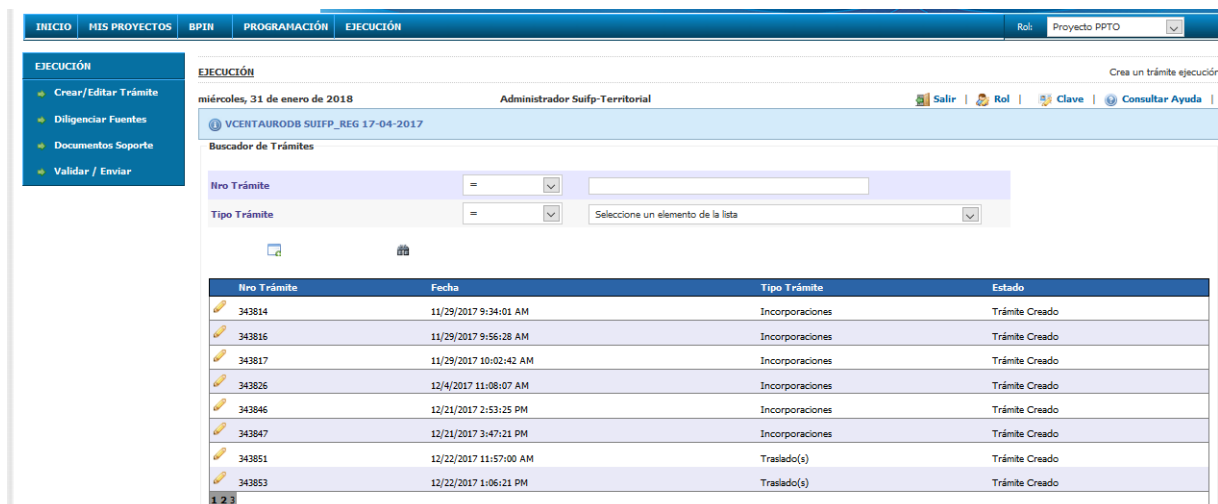 INICIO MIS PROYECTOS BPIN PROGRAMACIÓN EJECUCIÓN Rol: Proyecto PPTO
EJECUCIÓN
Crear/Editar Trámite
Diligenciar Fuentes
Documentos Soporte
Validar / Enviar
EJECUCIÓN Crea un trámite ejecución
miércoles, 31 de enero de 2018 Administrador Suifp-Territorial Salir | Rol | Clave | Consultar Ayuda |
VCENTAURODB SUIFP_REG 17-04-2017
Buscador de Trámites
Nro Trámite =
Tipo Trámite = Seleccione un elemento de la lista
Nro Trámite Fecha Tipo Trámite Estado
343814 11/29/2017 9:34:01 AM Incorporaciones Trámite Creado
343816 11/29/2017 9:56:28 AM Incorporaciones Trámite Creado
343817 11/29/2017 10:02:42 AM Incorporaciones Trámite Creado
343826 12/4/2017 11:08:07 AM Incorporaciones Trámite Creado
343846 12/21/2017 2:53:25 PM Incorporaciones Trámite Creado
343847 12/21/2017 3:47:21 PM Incorporaciones Trámite Creado
343851 12/22/2017 11:57:00 AM Traslado(s) Trámite Creado
343853 12/22/2017 1:06:21 PM Traslado(s) Trámite Creado
1 2 3